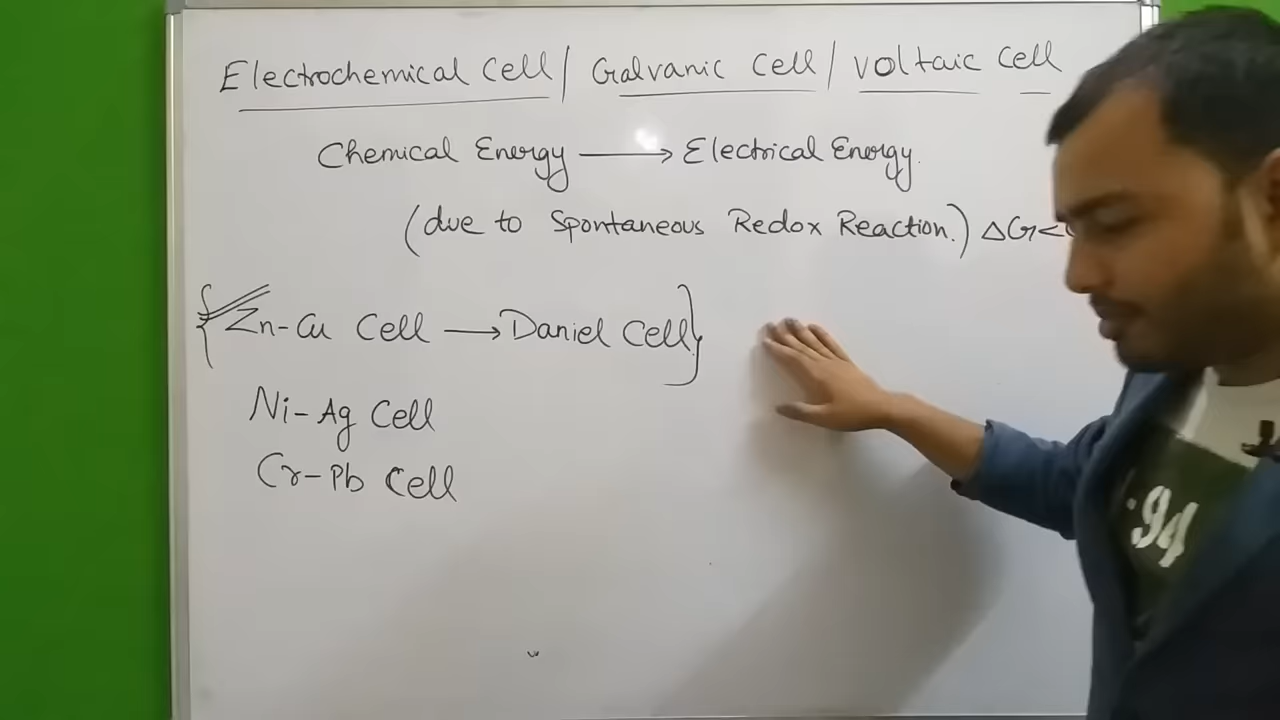 Electrochemical Cell / Galvanic Cell / Voltaic Cell
Chemical Energy → Electrical Energy.
(due to Spontaneous Redox Reaction.) ΔG<
{Zn-Cu Cell → Daniel Cell}
Ni-Ag Cell
Cr-Pb Cell
94